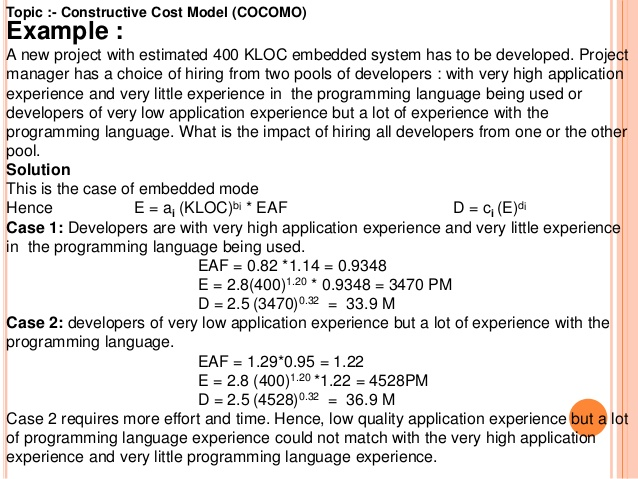 Topic :- Constructive Cost Model (COCOMO)
Example :
A new project with estimated 400 KLOC embedded system has to be developed. Project
manager has a choice of hiring from two pools of developers : with very high application
experience and very little experience in the programming language being used or
developers of very low application experience but a lot of experience with the
programming language. What is the impact of hiring all developers from one or the other
pool.
Solution
This is the case of embedded mode
Hence E = aᵢ (KLOC)ᵇⁱ * EAF D = cᵢ (E)ᵈⁱ
Case 1: Developers are with very high application experience and very little experience
in the programming language being used.
EAF = 0.82 *1.14 = 0.9348
E = 2.8(400)¹·²⁰ * 0.9348 = 3470 PM
D = 2.5 (3470)⁰·³² = 33.9 M
Case 2: developers of very low application experience but a lot of experience with the
programming language.
EAF = 1.29*0.95 = 1.22
E = 2.8 (400)¹·²⁰ *1.22 = 4528PM
D = 2.5 (4528)⁰·³² = 36.9 M
Case 2 requires more effort and time. Hence, low quality application experience but a lot
of programming language experience could not match with the very high application
experience and very little programming language experience.